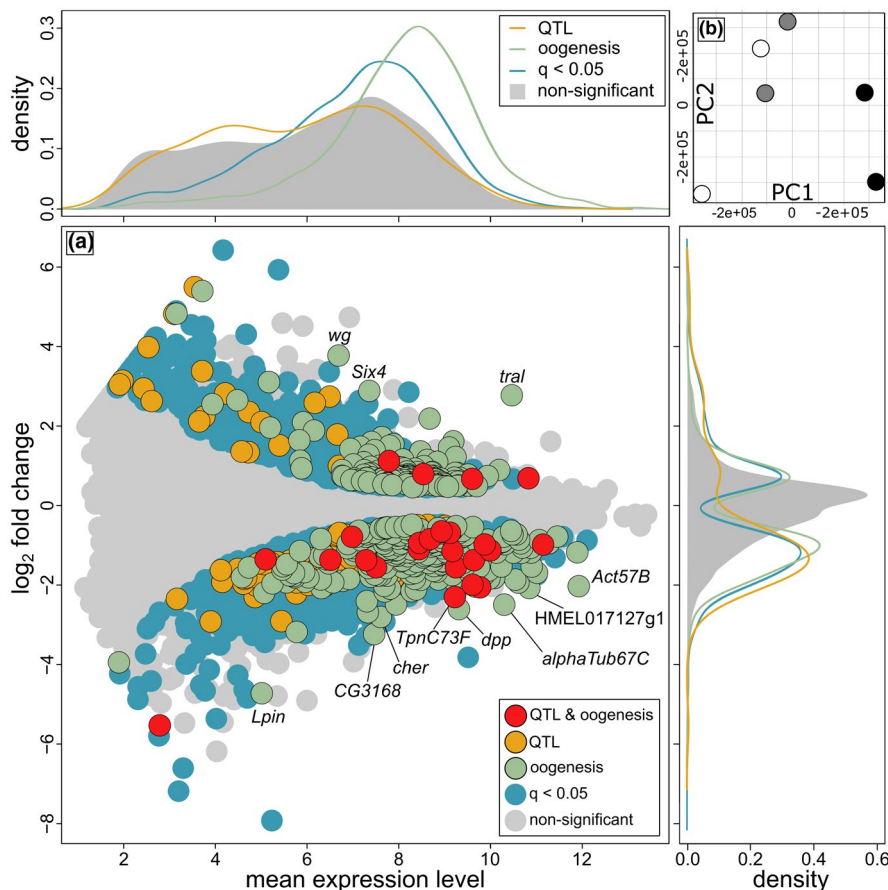 0.3
0.2
0.1
0.0
density
QTL
oogenesis
q < 0.05
non-significant
(b)
-2e+05
0
-2e+05
PC2
PC1
-2e+05 0 -2e+05
(a)
6
4
2
0
-2
-4
-6
-8
log2 fold change
wg
Six4
tral
Act57B
HMEL017127g1
TpnC73F
dpp
alphaTub67C
cher
CG3168
Lpin
QTL & oogenesis
QTL
oogenesis
q < 0.05
non-significant
2 4 6 8 10 12
mean expression level
0.0 0.2 0.4 0.6
density